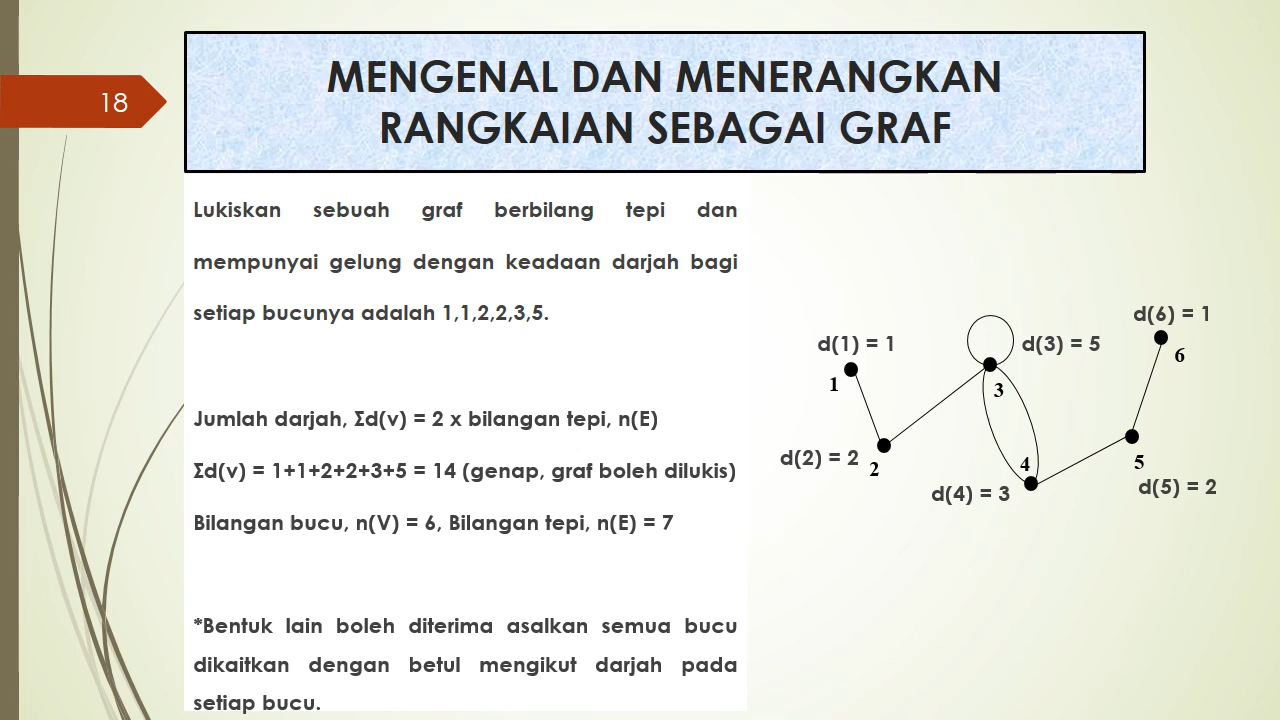 18
MENGENAL DAN MENERANGKAN
RANGKAIAN SEBAGAI GRAF
Lukiskan sebuah graf berbilang tepi dan
mempunyai gelung dengan keadaan darjah bagi
setiap bucunya adalah 1,1,2,2,3,5.
Jumlah darjah, Σd(v) = 2 x bilangan tepi, n(E)
Σd(v) = 1+1+2+2+3+5 = 14 (genap, graf boleh dilukis)
Bilangan bucu, n(V) = 6, Bilangan tepi, n(E) = 7
*Bentuk lain boleh diterima asalkan semua bucu
dikaitkan dengan betul mengikut darjah pada
setiap bucu.
d(1) = 1
1
d(2) = 2
2
d(3) = 5
3
d(4) = 3
4
d(5) = 2
5
d(6) = 1
6